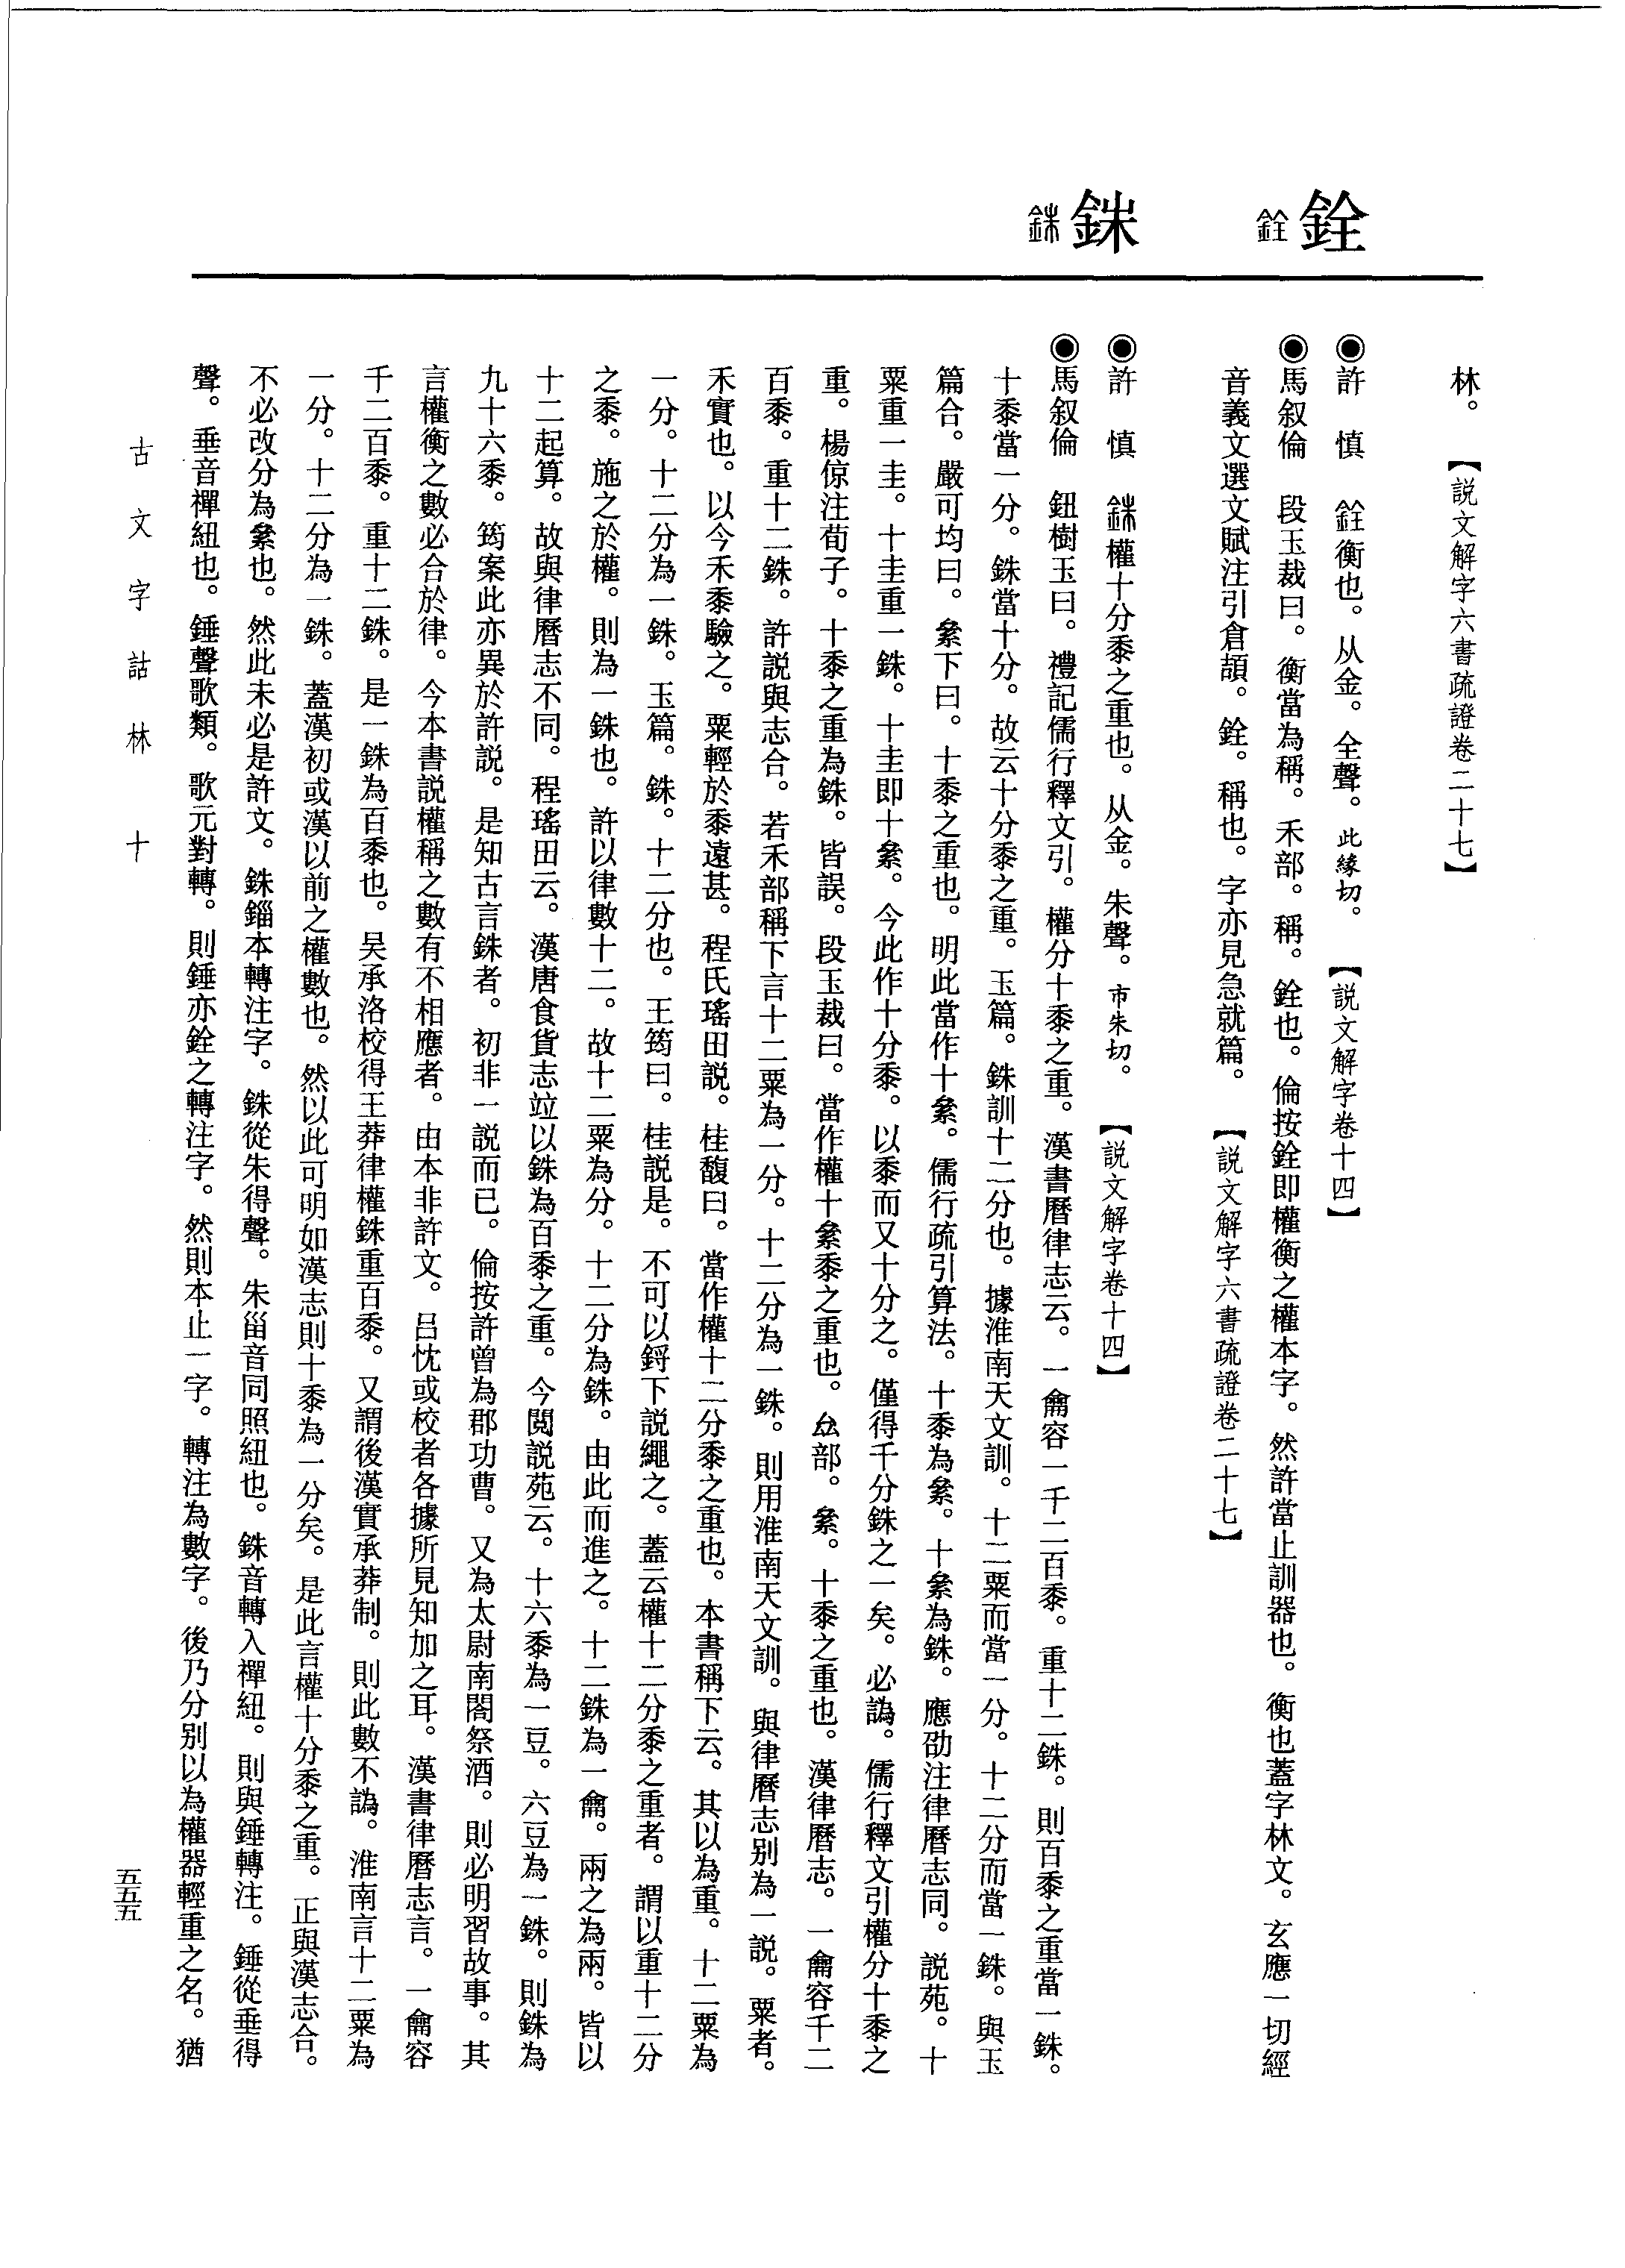 銓 銓
銖 銖
林。 【説文解字六書疏證卷二十七】
◉許　慎　銓衡也。从金。全聲。此緣切。 【説文解字卷十四】
◉馬叙倫　段玉裁曰。衡當為稱。禾部。稱。銓也。倫按銓即權衡之權本字。然許當止訓器也。衡也蓋字林文。玄應一切經
音義文選文賦注引倉頡。銓。稱也。字亦見急就篇。 【説文解字六書疏證卷二十七】
◉許　慎　銖權十分黍之重也。从金。朱聲。市朱切。 【説文解字卷十四】
◉馬叙倫　鈕樹玉曰。禮記儒行釋文引。權分十黍之重。漢書曆律志云。一龠容一千二百黍。重十二銖。則百黍之重當一銖。
十黍當一分。銖當十分。故云十分黍之重。玉篇。銖訓十二分也。據淮南天文訓。十二粟而當一分。十二分而當一銖。與玉
篇合。嚴可均曰。絫下曰。十黍之重也。明此當作十絫。儒行疏引算法。十黍為絫。十絫為銖。應劭注律曆志同。説苑。十
粟重一圭。十圭重一銖。十圭即十絫。今此作十分黍。以黍而又十分之。僅得千分銖之一矣。必譌。儒行釋文引權分十黍之
重。楊倞注荀子。十黍之重為銖。皆誤。段玉裁曰。當作權十絫黍之重也。厽部。絫。十黍之重也。漢律曆志。一龠容千二
百黍。重十二銖。許説與志合。若禾部稱下言十二粟為一分。十二分為一銖。則用淮南天文訓。與律曆志别為一説。粟者。
禾實也。以今禾黍驗之。粟輕於黍遠甚。程氏瑤田説。桂馥曰。當作權十二分黍之重也。本書稱下云。其以為重。十二粟為
一分。十二分為一銖。玉篇。銖。十二分也。王筠曰。桂説是。不可以鋝下説繩之。蓋云權十二分黍之重者。謂以重十二分
之黍。施之於權。則為一銖也。許以律數十二。故十二粟為分。十二分為銖。由此而進之。十二銖為一龠。兩之為兩。皆以
十二起算。故與律曆志不同。程瑤田云。漢唐食貨志竝以銖為百黍之重。今閲説苑云。十六黍為一豆。六豆為一銖。則銖為
九十六黍。筠案此亦異於許説。是知古言銖者。初非一説而已。倫按許曾為郡功曹。又為太尉南閣祭酒。則必明習故事。其
言權衡之數必合於律。今本書説權稱之數有不相應者。由本非許文。吕忱或校者各據所見知加之耳。漢書律曆志言。一龠容
千二百黍。重十二銖。是一銖為百黍也。吴承洛校得王莽律權銖重百黍。又謂後漢實承莽制。則此數不譌。淮南言十二粟為
一分。十二分為一銖。蓋漢初或漢以前之權數也。然以此可明如漢志則十黍為一分矣。是此言權十分黍之重。正與漢志合。
不必改分為絫也。然此未必是許文。銖錙本轉注字。銖從朱得聲。朱甾音同照紐也。銖音轉入禪紐。則與錘轉注。錘從垂得
聲。垂音禪紐也。錘聲歌類。歌元對轉。則錘亦銓之轉注字。然則本止一字。轉注為數字。後乃分别以為權器輕重之名。猶
古文字詁林　十
五五五